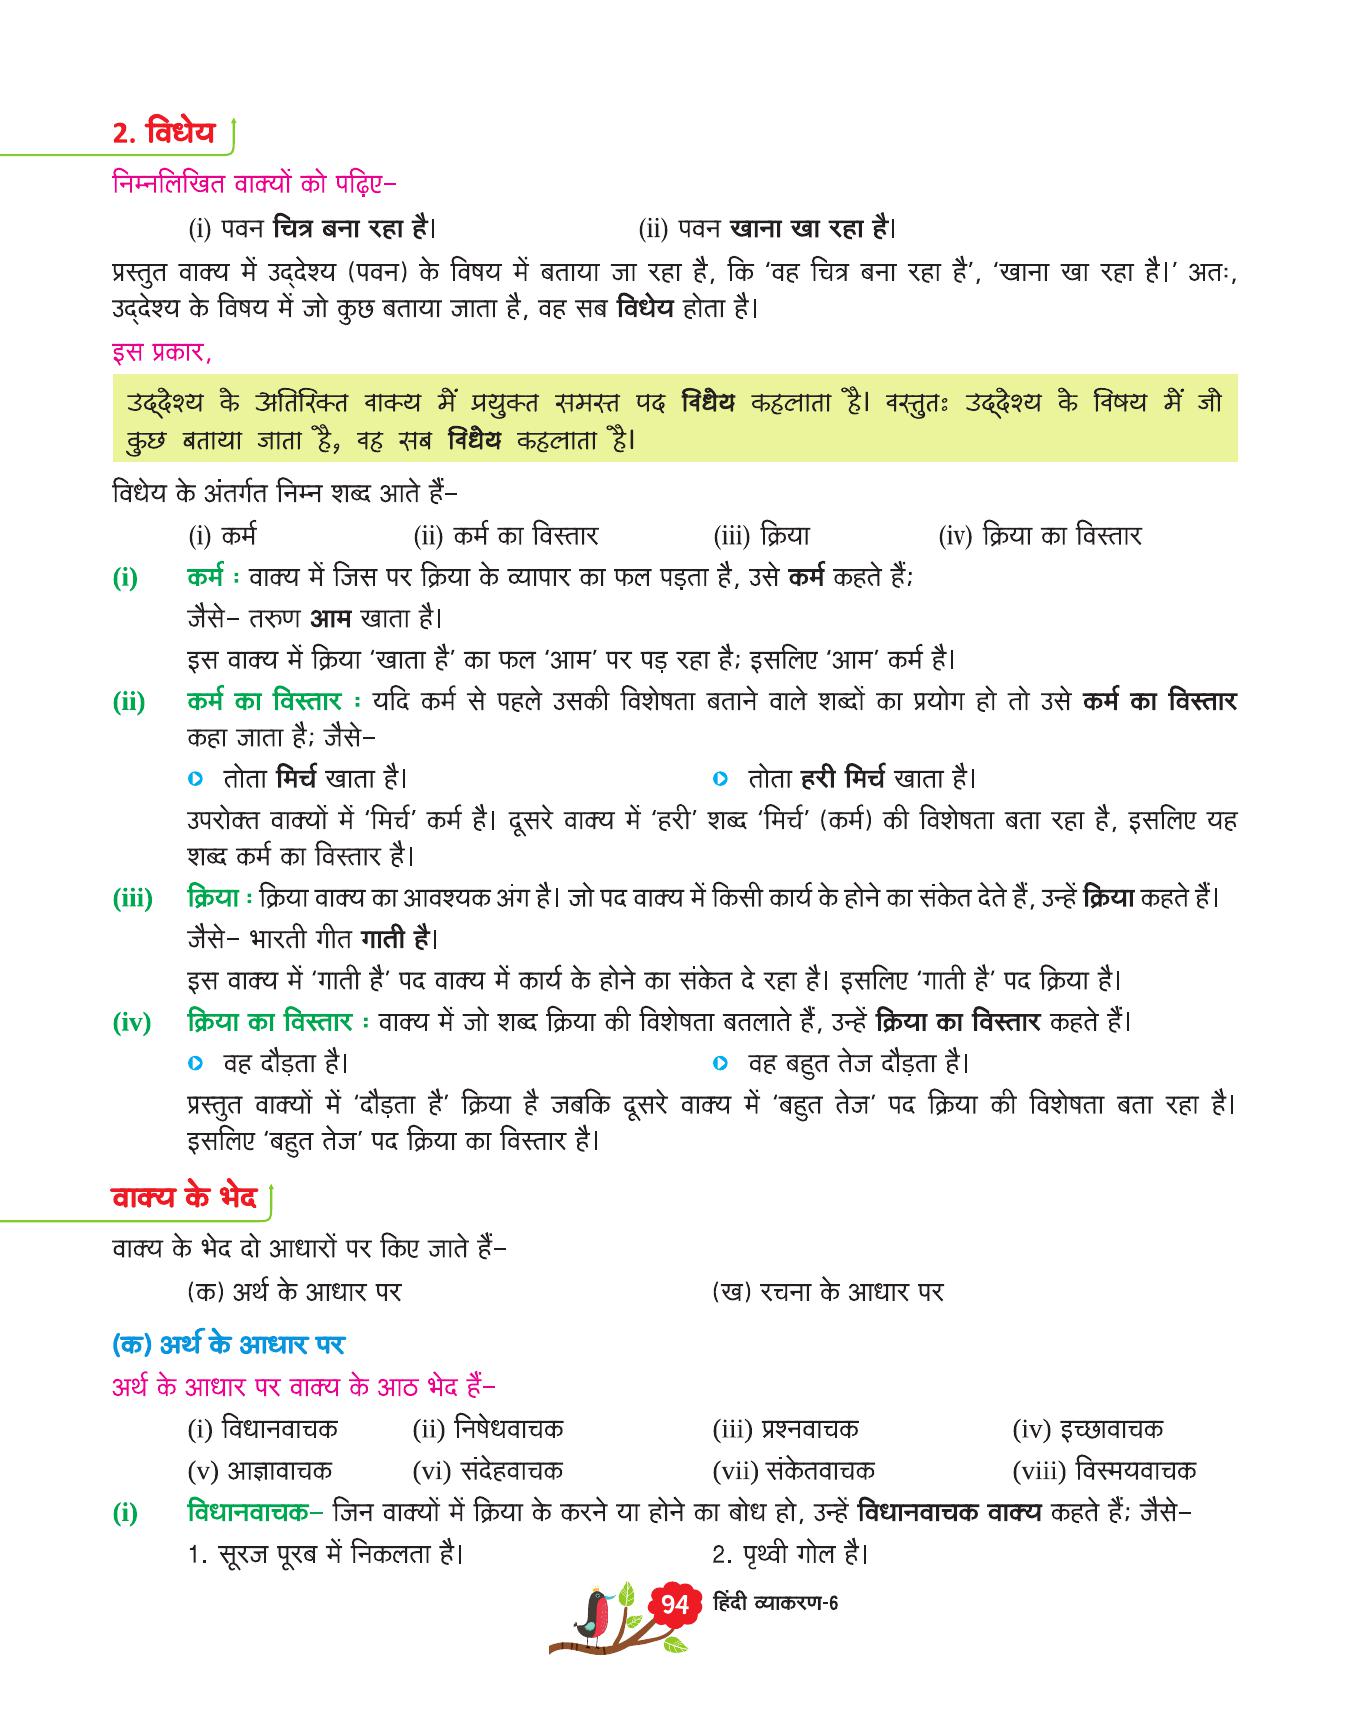 2. विधेय
निम्नलिखित वाक्यों को पढ़िए–
(i) पवन चित्र बना रहा है। (ii) पवन खाना खा रहा है।
प्रस्तुत वाक्य में उद्देश्य (पवन) के विषय में बताया जा रहा है, कि ‘वह चित्र बना रहा है’, ‘खाना खा रहा है।’ अतः,
उद्देश्य के विषय में जो कुछ बताया जाता है, वह सब विधेय होता है।
इस प्रकार,
उद्देश्य के अतिरिक्त वाक्य में प्रयुक्त समस्त पद विधेय कहलाता है। वस्तुतः उद्देश्य के विषय में जो
कुछ बताया जाता है, वह सब विधेय कहलाता है।
विधेय के अंतर्गत निम्न शब्द आते हैं–
(i) कर्म (ii) कर्म का विस्तार (iii) क्रिया (iv) क्रिया का विस्तार
(i) कर्म : वाक्य में जिस पर क्रिया के व्यापार का फल पड़ता है, उसे कर्म कहते हैं;
जैसे– तरुण आम खाता है।
इस वाक्य में क्रिया ‘खाता है’ का फल ‘आम’ पर पड़ रहा है; इसलिए ‘आम’ कर्म है।
(ii) कर्म का विस्तार : यदि कर्म से पहले उसकी विशेषता बताने वाले शब्दों का प्रयोग हो तो उसे कर्म का विस्तार
कहा जाता है; जैसे–
तोता मिर्च खाता है। तोता हरी मिर्च खाता है।
उपरोक्त वाक्यों में ‘मिर्च’ कर्म है। दूसरे वाक्य में ‘हरी’ शब्द ‘मिर्च’ (कर्म) की विशेषता बता रहा है, इसलिए यह
शब्द कर्म का विस्तार है।
(iii) क्रिया : क्रिया वाक्य का आवश्यक अंग है। जो पद वाक्य में किसी कार्य के होने का संकेत देते हैं, उन्हें क्रिया कहते हैं।
जैसे– भारती गीत गाती है।
इस वाक्य में ‘गाती है’ पद वाक्य में कार्य के होने का संकेत दे रहा है। इसलिए ‘गाती है’ पद क्रिया है।
(iv) क्रिया का विस्तार : वाक्य में जो शब्द क्रिया की विशेषता बतलाते हैं, उन्हें क्रिया का विस्तार कहते हैं।
वह दौड़ता है। वह बहुत तेज दौड़ता है।
प्रस्तुत वाक्यों में ‘दौड़ता है’ क्रिया है जबकि दूसरे वाक्य में ‘बहुत तेज’ पद क्रिया की विशेषता बता रहा है।
इसलिए ‘बहुत तेज’ पद क्रिया का विस्तार है।
वाक्य के भेद
वाक्य के भेद दो आधारों पर किए जाते हैं–
(क) अर्थ के आधार पर (ख) रचना के आधार पर
(क) अर्थ के आधार पर
अर्थ के आधार पर वाक्य के आठ भेद हैं–
(i) विधानवाचक (ii) निषेधवाचक (iii) प्रश्नवाचक (iv) इच्छावाचक
(v) आज्ञावाचक (vi) संदेहवाचक (vii) संकेतवाचक (viii) विस्मयवाचक
(i) विधानवाचक– जिन वाक्यों में क्रिया के करने या होने का बोध हो, उन्हें विधानवाचक वाक्य कहते हैं; जैसे–
1. सूरज पूरब में निकलता है। 2. पृथ्वी गोल है।
94 हिंदी व्याकरण-6